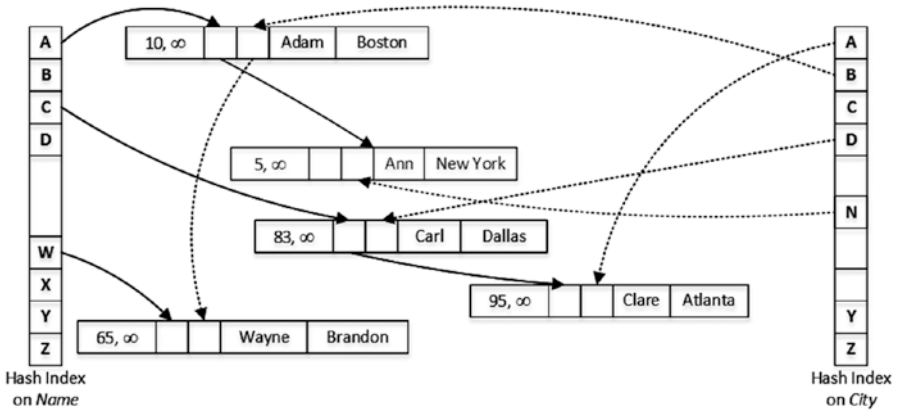 A
B
C
D
W
X
Y
Z
Hash Index
on Name
10, ∞ Adam Boston
5, ∞ Ann New York
83, ∞ Carl Dallas
95, ∞ Clare Atlanta
65, ∞ Wayne Brandon
A
B
C
D
N
Y
Z
Hash Index
on City